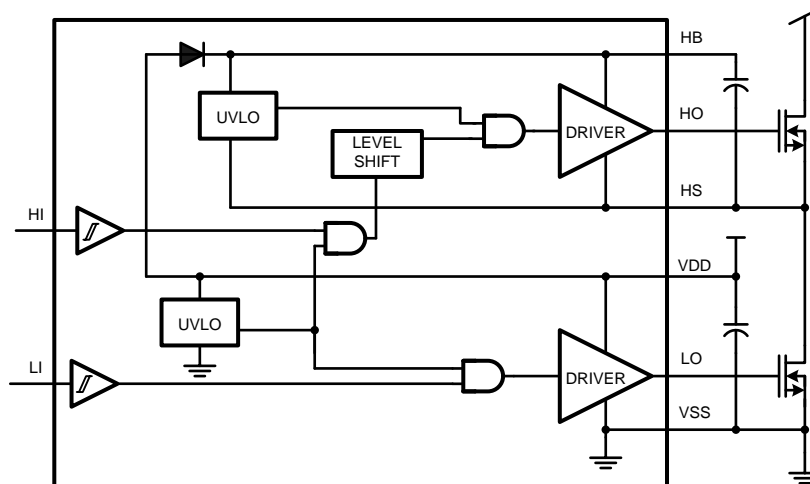 HB
UVLO
DRIVER
HO
LEVEL
SHIFT
HS
HI
VDD
UVLO
LI
DRIVER
LO
VSS